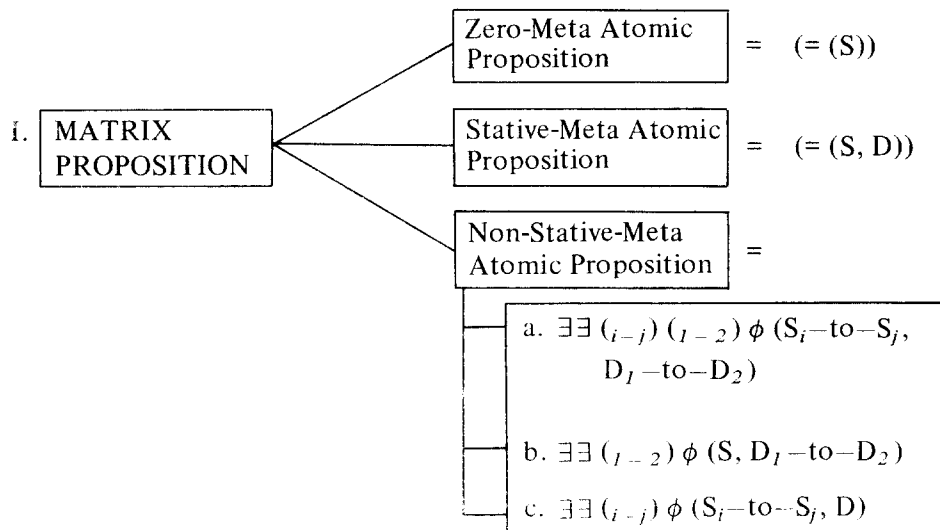 Zero-Meta Atomic
Proposition = (= (S))
I. MATRIX
PROPOSITION
Stative-Meta Atomic
Proposition = (= (S, D))
Non-Stative-Meta
Atomic Proposition =
a. ∃∃ (i–j) (1–2) ϕ (Si–to–Sj,
D1–to–D2)
b. ∃∃ (1–2) ϕ (S, D1–to–D2)
c. ∃∃ (i–j) ϕ (Si–to–Sj, D)